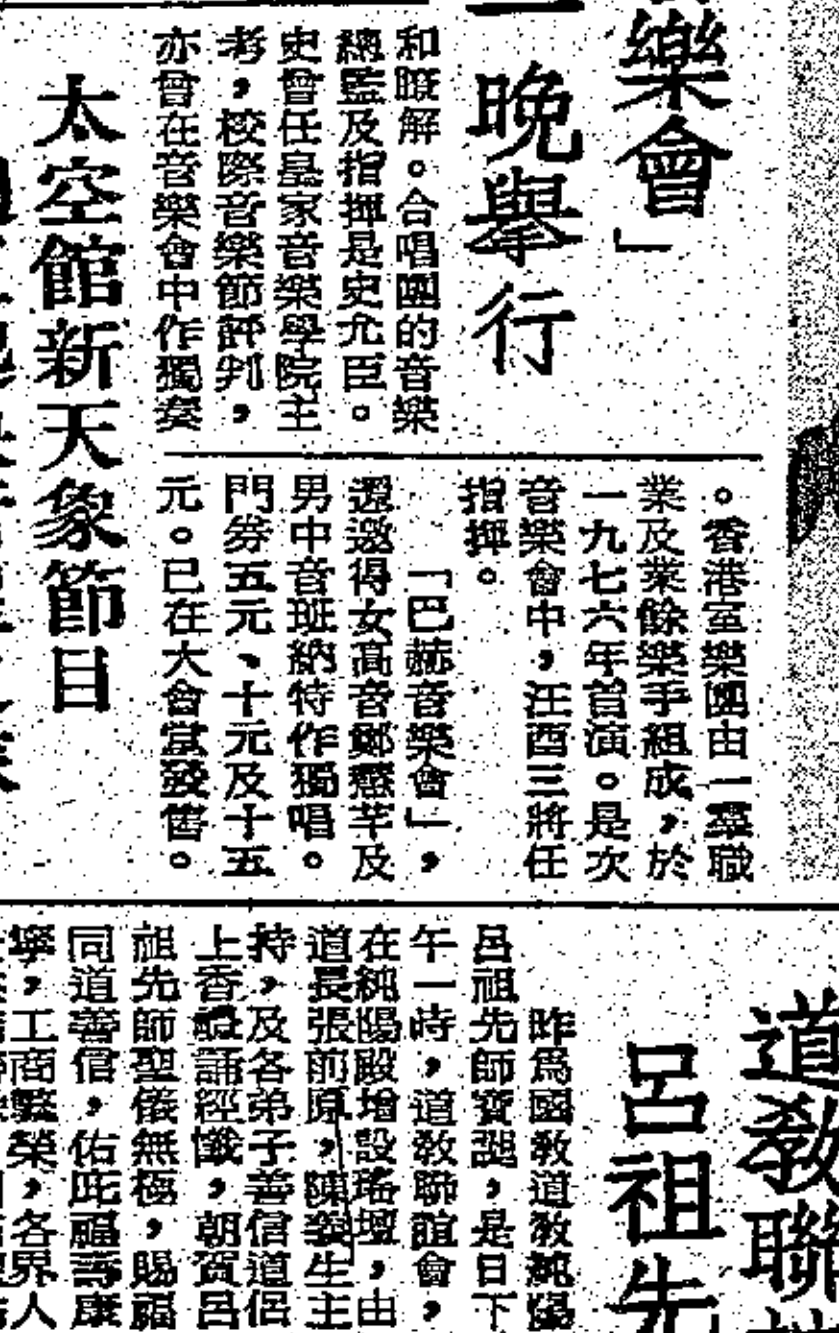 樂會」
一晚舉行
和瞭解。合唱團的音樂
總監及指揮是史尤臣。
史曾任皇家音樂學院主
考，校際音樂節評判，
亦曾在音樂會中作獨奏
。香港室樂團由一羣職
業及業餘樂手組成，於
一九七六年首演。是次
音樂會中，汪酉三將任
指揮。
「巴赫音樂會」，
還邀得女高音鄭慧芊及
男中音班納特作獨唱。
門券五元、十元及十五
元。已在大會堂發售。
太空館新天象節目
道教聯
呂祖先
昨爲國教道教純陽
呂祖先師寶誕，是日下
午一時，道教聯誼會，
在純陽殿增設瑤壇，由
道長張前原，陳養生主
持，及各弟子善信道侶
上香誦經懺，朝賀呂
祖先師聖儀無極，賜福
同道善信，佑庇福壽康
寧，工商繁榮，各界人